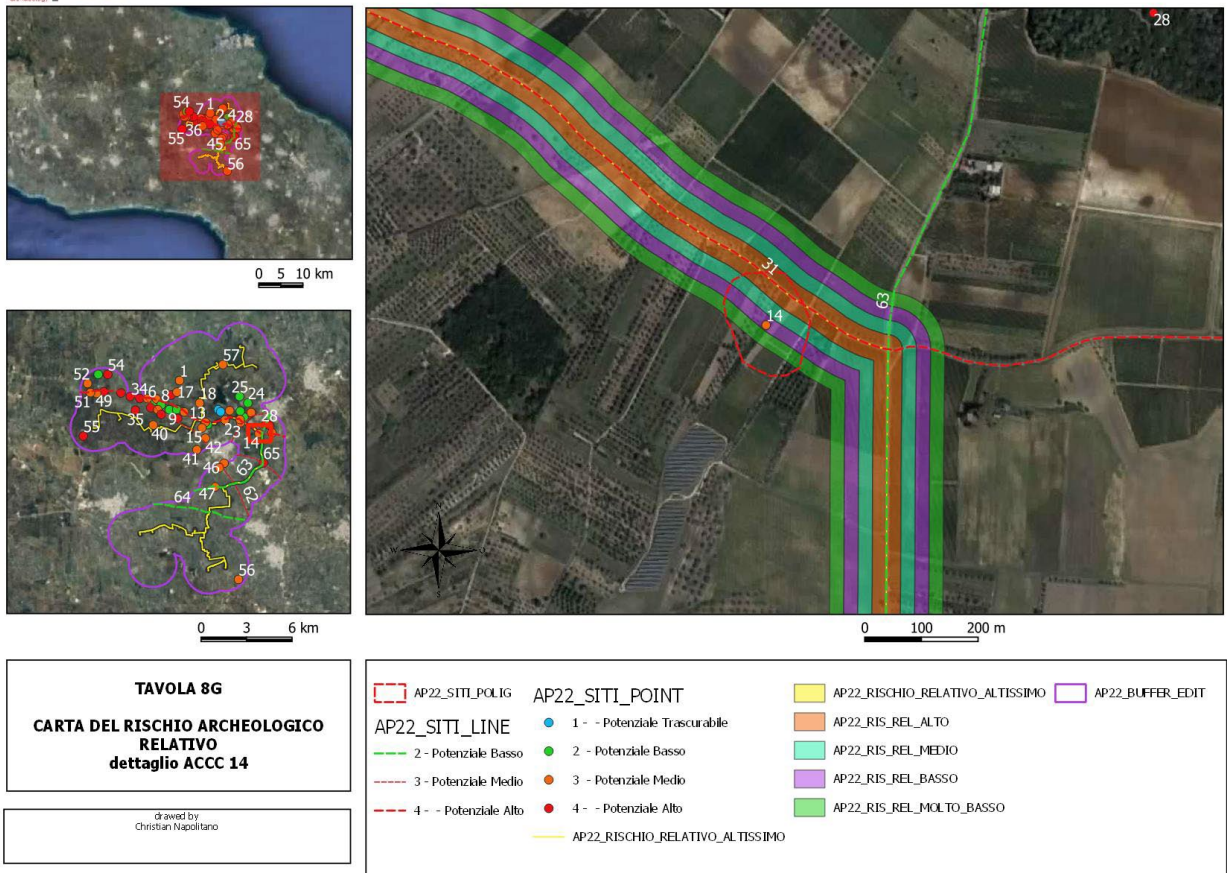 54
7
1
2
4
28
36
55
45
65
56
0 5 10 km
28
31
14
63
0 100 200 m
57
1
52
54
25
24
51
49
34
6
8
17
18
35
9
13
28
40
15
23
55
42
14
41
46
63
65
47
64
62
56
0 3 6 km
TAVOLA 8G
CARTA DEL RISCHIO ARCHEOLOGICO
RELATIVO
dettaglio ACCC 14
drawed by
Christian Napolitano
AP22_SITI_POLIG
AP22_SITI_LINE
2 - Potenziale Basso
3 - Potenziale Medio
4 - - Potenziale Alto
AP22_SITI_POINT
1 - - Potenziale Trascurabile
2 - Potenziale Basso
3 - Potenziale Medio
4 - - Potenziale Alto
AP22_RISCHIO_RELATIVO_ALTISSIMO
AP22_RISCHIO_RELATIVO_ALTISSIMO
AP22_RIS_REL_ALTO
AP22_RIS_REL_MEDIO
AP22_RIS_REL_BASSO
AP22_RIS_REL_MOLTO_BASSO
AP22_BUFFER_EDIT